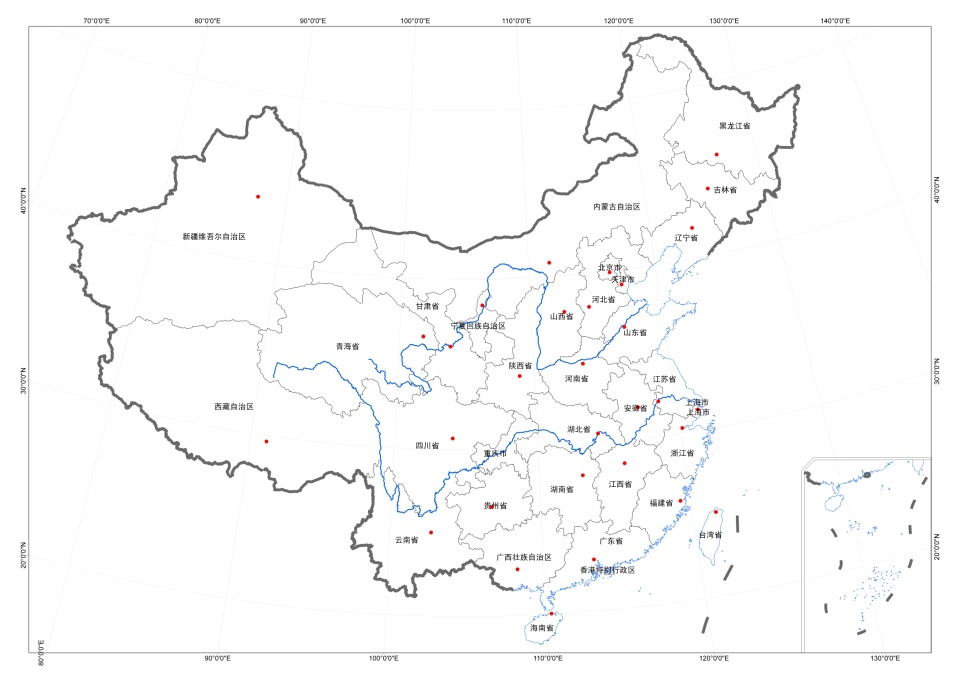 70°0'0"E 80°0'0"E 90°0'0"E 100°0'0"E 110°0'0"E 120°0'0"E 130°0'0"E 140°0'0"E
黑龙江省
吉林省
40°0'0"N
40°0'0"N
内蒙古自治区
新疆维吾尔自治区
辽宁省
北京市
天津市
河北省
甘肃省
山西省
宁夏回族自治区
山东省
青海省
陕西省
30°0'0"N
30°0'0"N
河南省
江苏省
西藏自治区
安徽省
上海市
上海市
湖北省
四川省
重庆市
浙江省
湖南省
江西省
贵州省
福建省
台湾省
云南省
广东省
20°0'0"N
20°0'0"N
广西壮族自治区
香港特别行政区
海南省
80°0'0"E
90°0'0"E 100°0'0"E 110°0'0"E 120°0'0"E 130°0'0"E